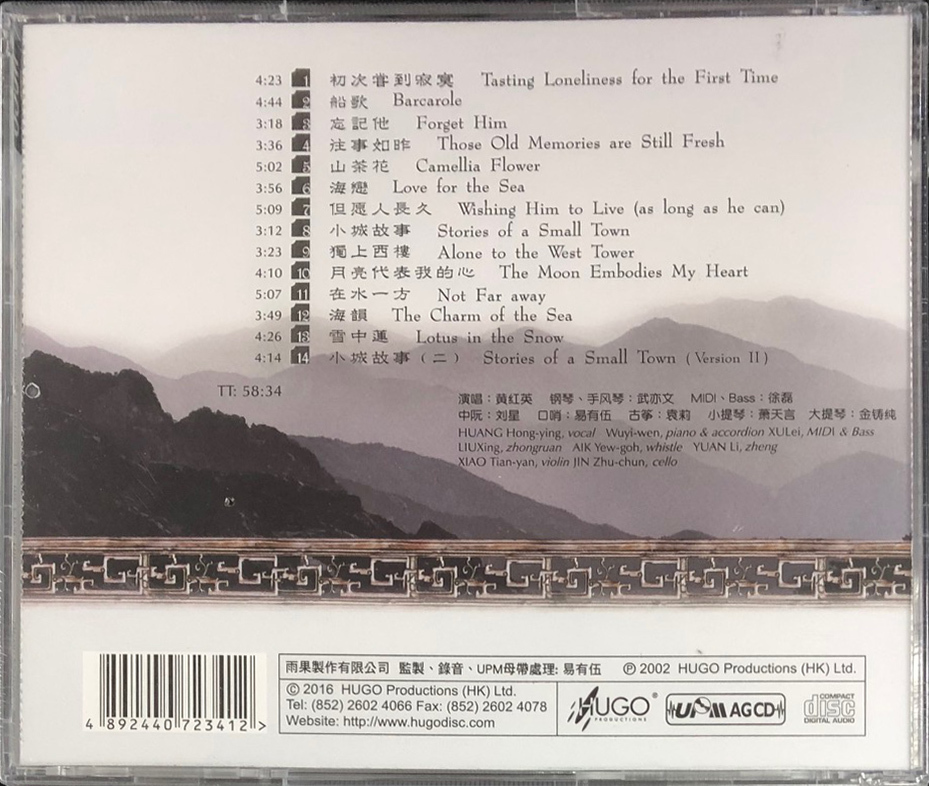 4:23 1 初次嘗到寂寞 Tasting Loneliness for the First Time
4:44 2 船歌 Barcarole
3:18 3 忘記他 Forget Him
3:36 4 往事如昨 Those Old Memories are Still Fresh
5:02 5 山茶花 Camellia Flower
3:56 6 海戀 Love for the Sea
5:09 7 但愿人長久 Wishing Him to Live (as long as he can)
3:12 8 小城故事 Stories of a Small Town
3:23 9 獨上西樓 Alone to the West Tower
4:10 10 月亮代表我的心 The Moon Embodies My Heart
5:07 11 在水一方 Not Far away
3:49 12 海韻 The Charm of the Sea
4:26 13 雪中蓮 Lotus in the Snow
4:14 14 小城故事（二） Stories of a Small Town (Version II)
TT: 58:34
演唱：黄紅英 钢琴、手风琴：武亦文 MIDI、Bass：徐磊
中阮：刘星 口哨：易有伍 古筝：袁莉 小提琴：萧天言 大提琴：金铸纯
HUANG Hong-ying, vocal Wuyi-wen, piano & accordion XULei, MIDI & Bass
LIUXing, zhongruan AIK Yew-goh, whistle YUAN Li, zheng
XIAO Tian-yan, violin JIN Zhu-chun, cello
雨果製作有限公司 監製、錄音、UPM母帶處理: 易有伍 Ⓟ 2002 HUGO Productions (HK) Ltd.
© 2016 HUGO Productions (HK) Ltd.
Tel: (852) 2602 4066 Fax: (852) 2602 4078
Website: http://www.hugodisc.com
HUGO® PRODUCTIONS
UPM AGCD
COMPACT disc DIGITAL AUDIO
4 892440 723412 >